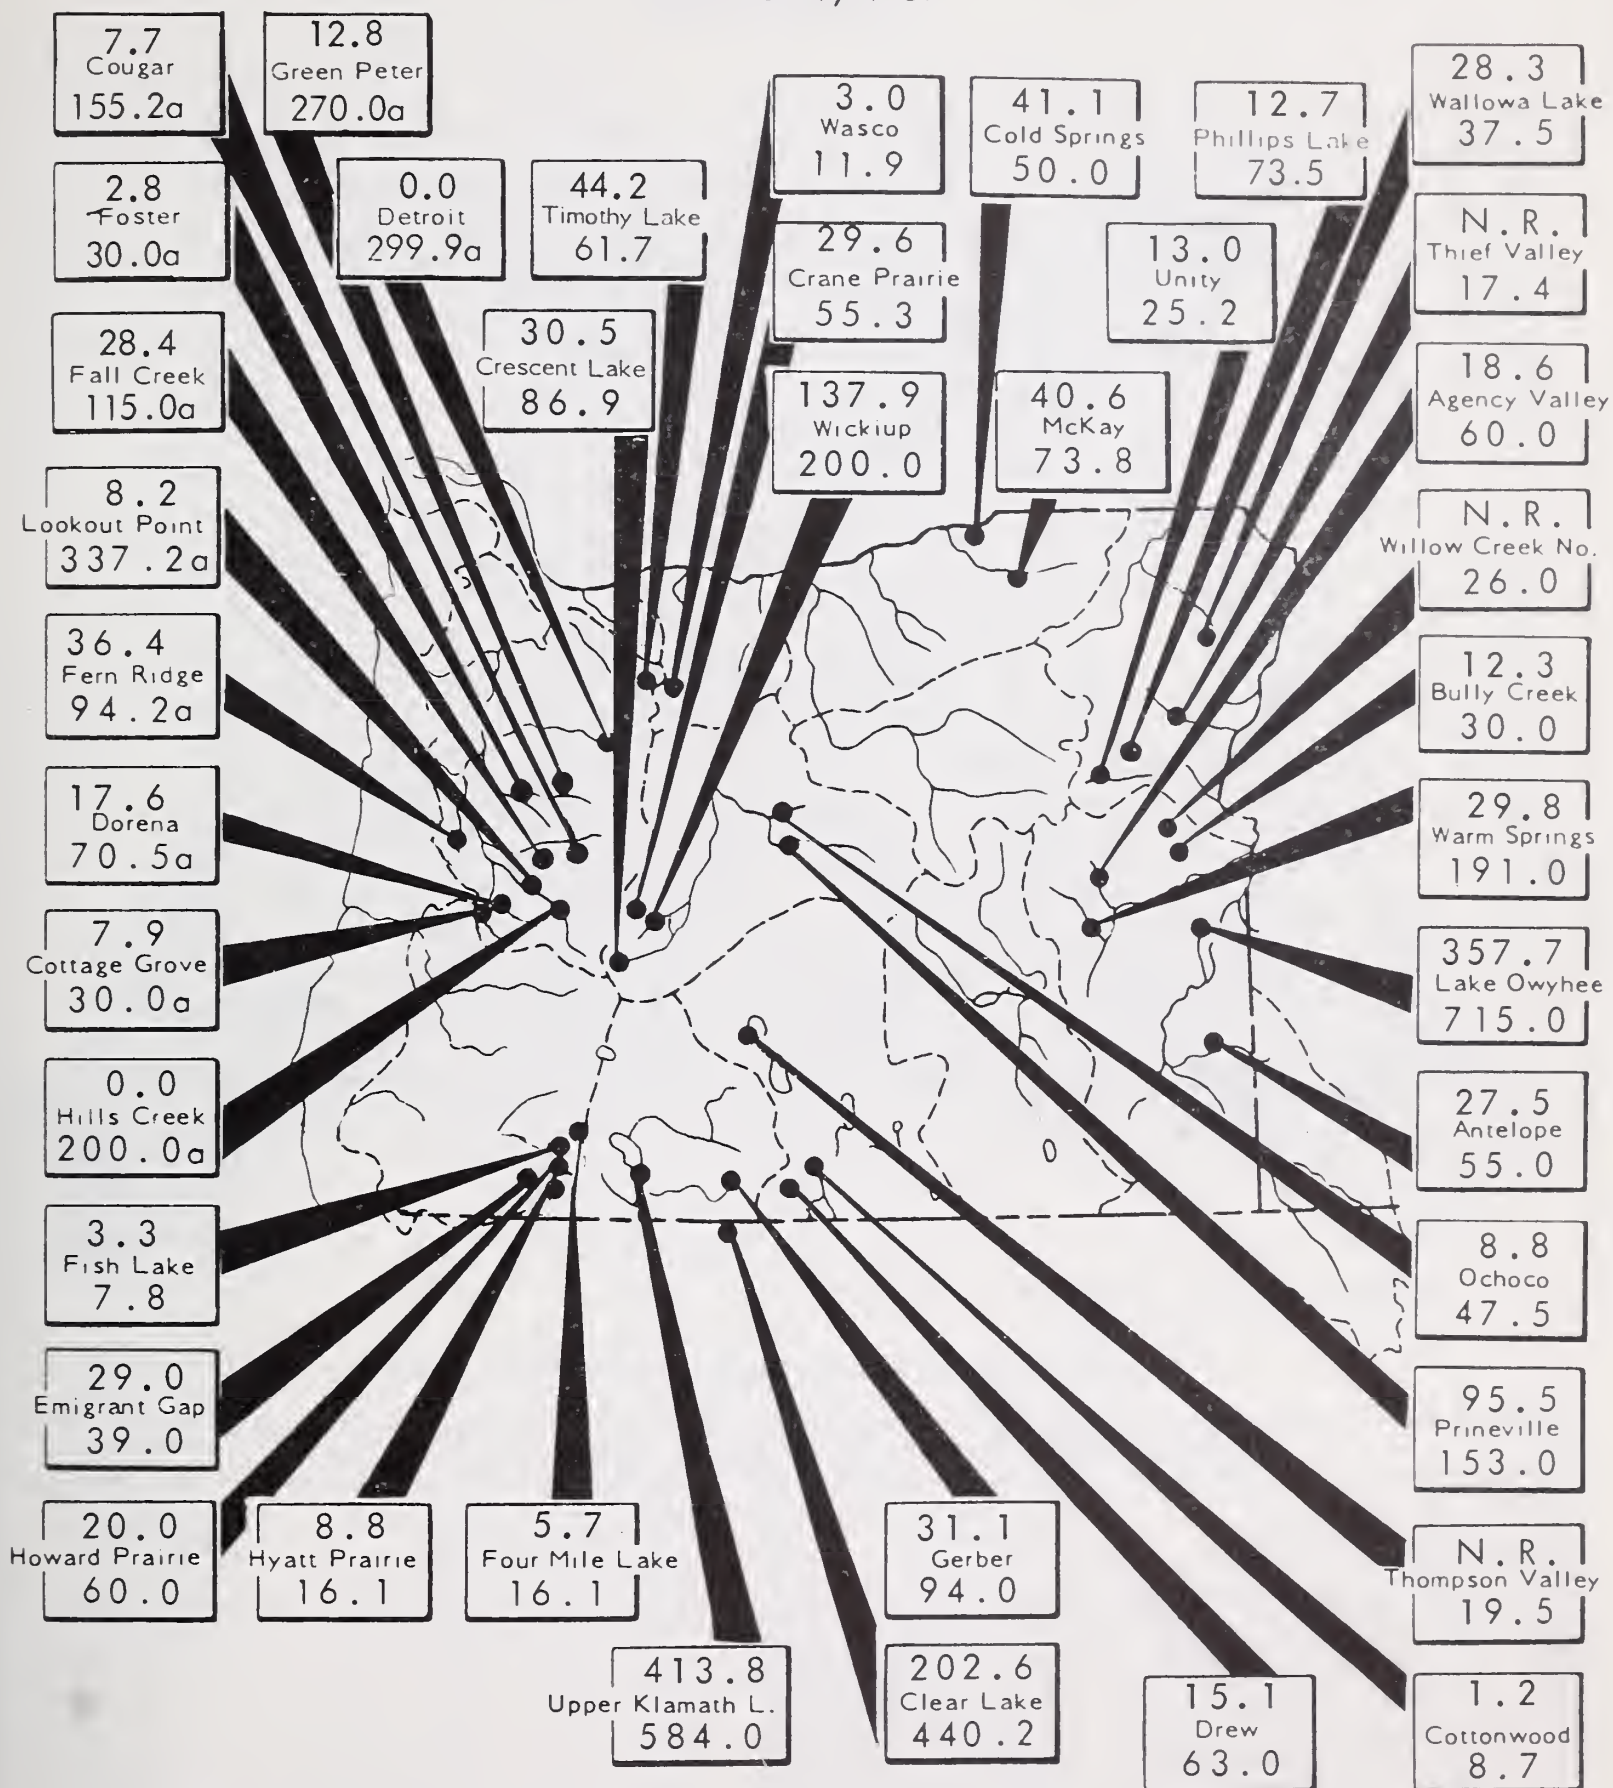 7.7
Cougar
155.2a
12.8
Green Peter
270.0a
3.0
Wasco
11.9
41.1
Cold Springs
50.0
12.7
Phillips Lake
73.5
28.3
Wallowa Lake
37.5
2.8
Foster
30.0a
0.0
Detroit
299.9a
44.2
Timothy Lake
61.7
29.6
Crane Prairie
55.3
13.0
Unity
25.2
N.R.
Thief Valley
17.4
28.4
Fall Creek
115.0a
30.5
Crescent Lake
86.9
137.9
Wickiup
200.0
40.6
McKay
73.8
18.6
Agency Valley
60.0
8.2
Lookout Point
337.2a
N.R.
Willow Creek No.
26.0
36.4
Fern Ridge
94.2a
12.3
Bully Creek
30.0
17.6
Dorena
70.5a
29.8
Warm Springs
191.0
7.9
Cottage Grove
30.0a
357.7
Lake Owyhee
715.0
0.0
Hills Creek
200.0a
27.5
Antelope
55.0
3.3
Fish Lake
7.8
8.8
Ochoco
47.5
29.0
Emigrant Gap
39.0
95.5
Prineville
153.0
20.0
Howard Prairie
60.0
8.8
Hyatt Prairie
16.1
5.7
Four Mile Lake
16.1
31.1
Gerber
94.0
N.R.
Thompson Valley
19.5
413.8
Upper Klamath L.
584.0
202.6
Clear Lake
440.2
15.1
Drew
63.0
1.2
Cottonwood
8.7